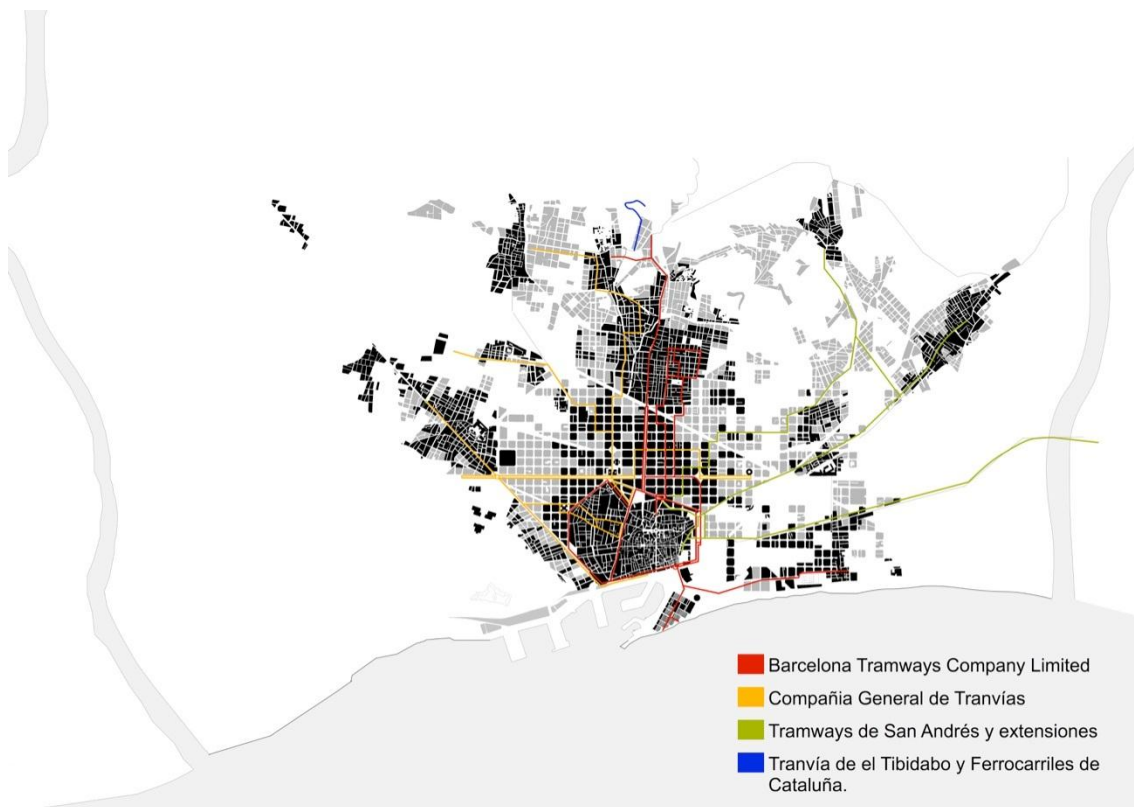 Barcelona Tramways Company Limited
Compañia General de Tranvías
Tramways de San Andrés y extensiones
Tranvía de el Tibidabo y Ferrocarriles de
Cataluña.